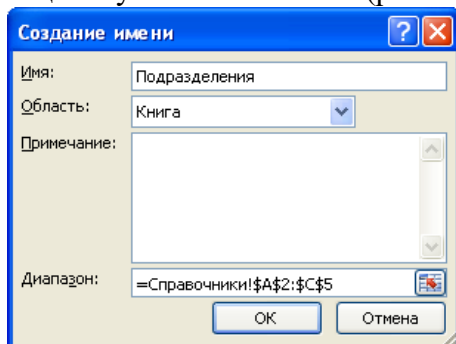 Создание имени
Имя: Подразделения
Область: Книга
Примечание:
Диапазон: =Справочники!$A$2:$C$5
ОК Отмена